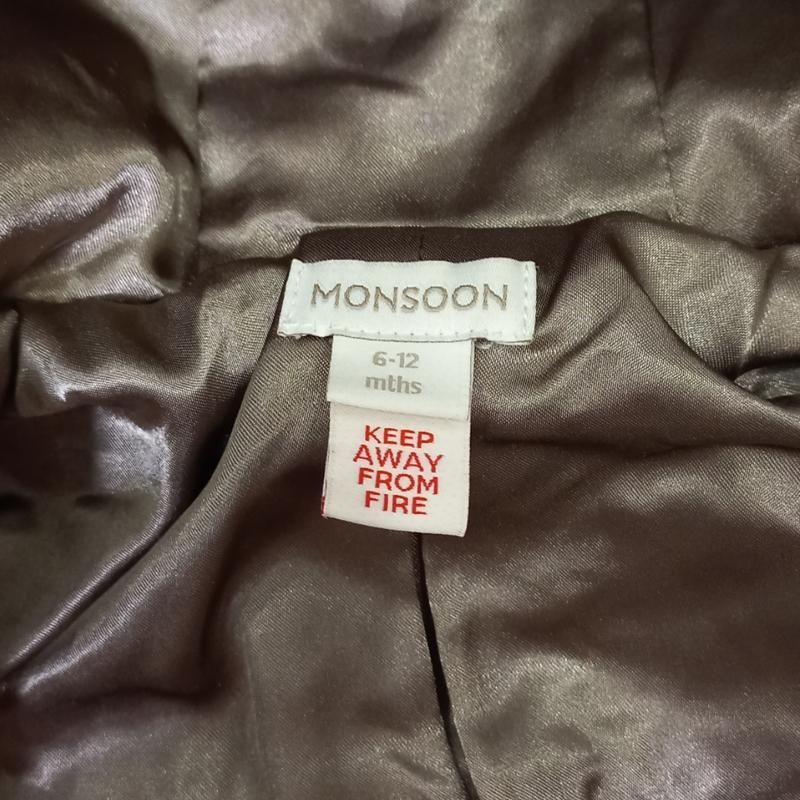 MONSOON
6-12
mths
KEEP
AWAY
FROM
FIRE